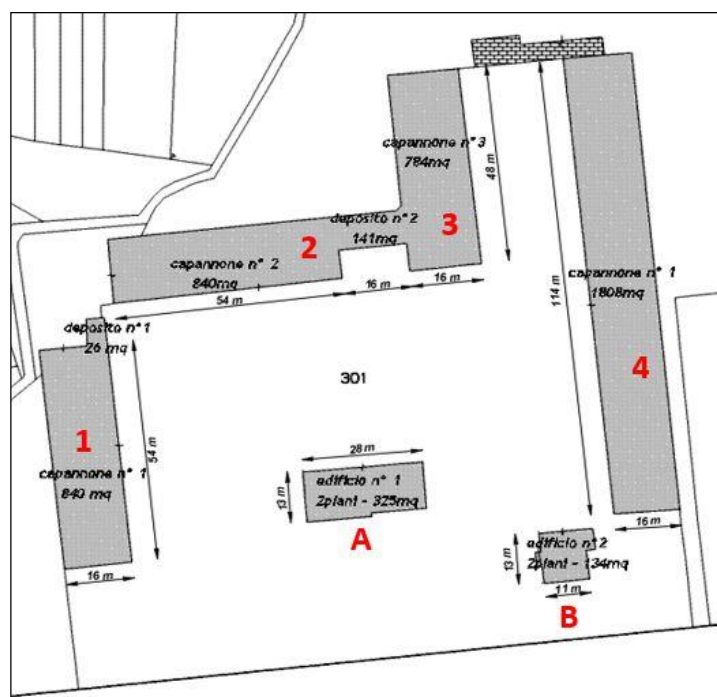 capannone n° 3
784mq
48 m
deposito n° 2
141mq
2
3
capannone n° 2
840mq
54 m
16 m
16 m
capannone n° 1
1808mq
114 m
deposito n° 1
26 mq
301
4
1
54 m
capannone n° 1
840 mq
28 m
edificio n° 1
2piant - 325mq
13 m
A
16 m
16 m
edificio n°2
2piant - 134mq
13 m
11 m
B